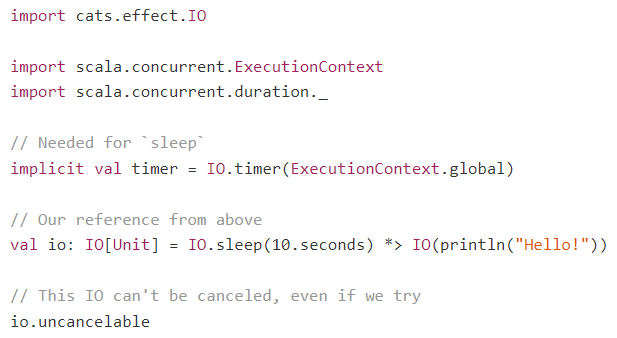 import cats.effect.IO
import scala.concurrent.ExecutionContext
import scala.concurrent.duration._
// Needed for `sleep`
implicit val timer = IO.timer(ExecutionContext.global)
// Our reference from above
val io: IO[Unit] = IO.sleep(10.seconds) *> IO(println("Hello!"))
// This IO can't be canceled, even if we try
io.uncancelable